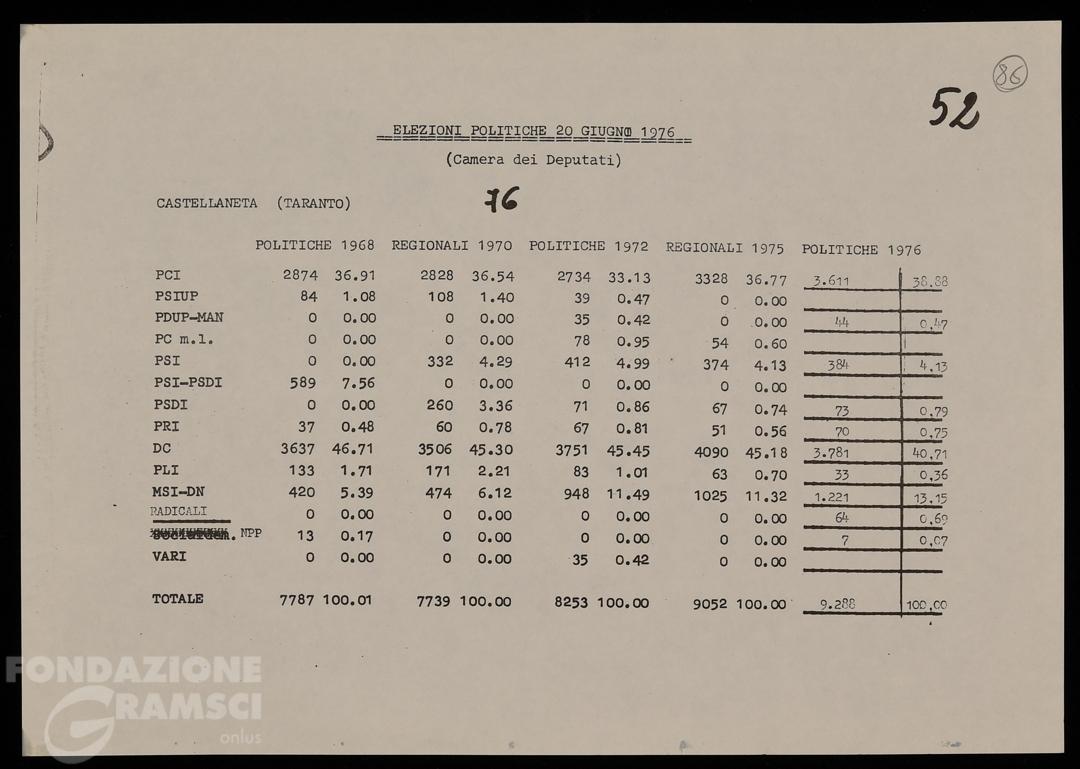 86
52
ELEZIONI POLITICHE 20 GIUGNO 1976
(Camera dei Deputati)
CASTELLANETA (TARANTO) 76
POLITICHE 1968 REGIONALI 1970 POLITICHE 1972 REGIONALI 1975 POLITICHE 1976
PCI 2874 36.91 2828 36.54 2734 33.13 3328 36.77 3.611 38,88
PSIUP 84 1.08 108 1.40 39 0.47 0 0.00
PDUP-MAN 0 0.00 0 0.00 35 0.42 0 0.00 44 0,47
PC m.l. 0 0.00 0 0.00 78 0.95 54 0.60
PSI 0 0.00 332 4.29 412 4.99 374 4.13 384 4,13
PSI-PSDI 589 7.56 0 0.00 0 0.00 0 0.00
PSDI 0 0.00 260 3.36 71 0.86 67 0.74 73 0,79
PRI 37 0.48 60 0.78 67 0.81 51 0.56 70 0,75
DC 3637 46.71 3506 45.30 3751 45.45 4090 45.18 3.781 40,71
PLI 133 1.71 171 2.21 83 1.01 63 0.70 33 0,36
MSI-DN 420 5.39 474 6.12 948 11.49 1025 11.32 1.221 13,15
RADICALI 0 0.00 0 0.00 0 0.00 0 0.00 64 0,69
NPP 13 0.17 0 0.00 0 0.00 0 0.00 7 0,07
VARI 0 0.00 0 0.00 35 0.42 0 0.00
TOTALE 7787 100.01 7739 100.00 8253 100.00 9052 100.00 9.288 100,00
FONDAZIONE
GRAMSCI
onlus